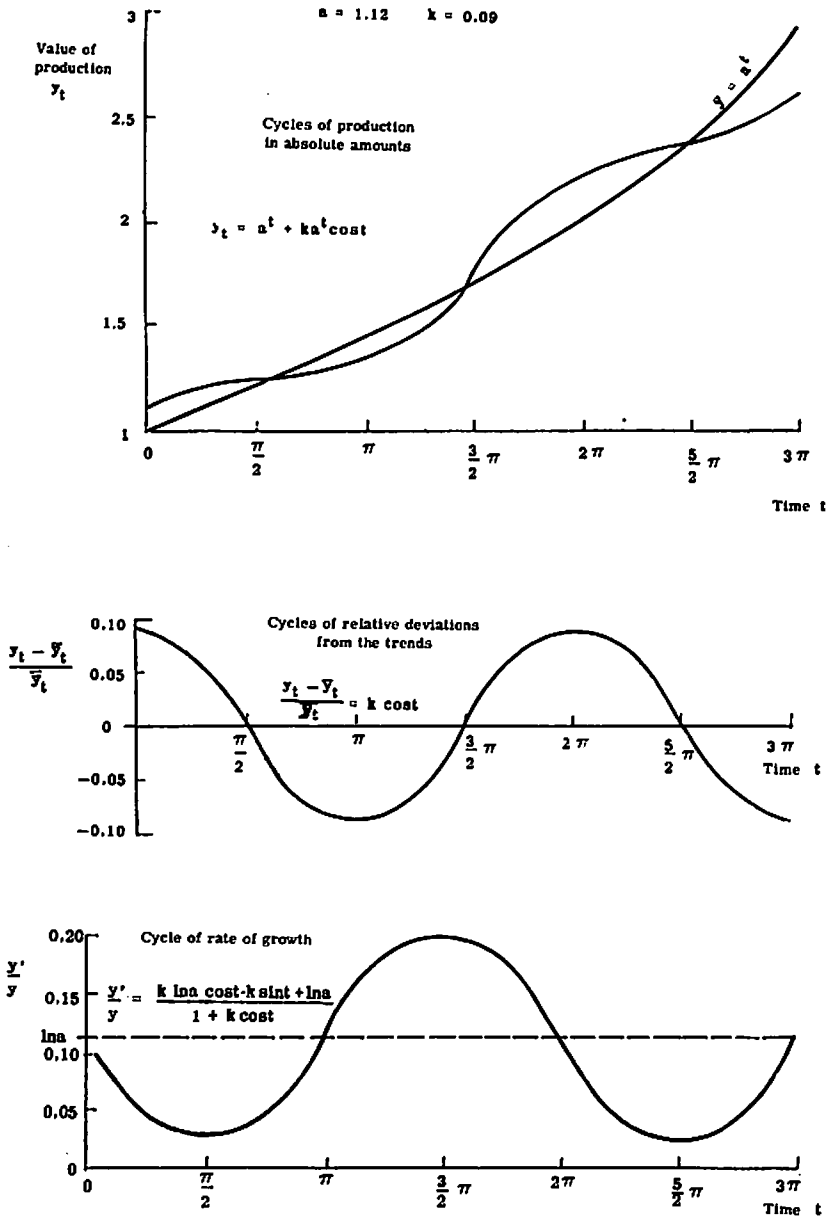 a = 1.12 k = 0.09
3
Value of
production
y_t
2.5
Cycles of production
in absolute amounts
y_t = a^t + ka^t cost
2
1.5
1
ȳ = a^t
0
π/2
π
3/2 π
2π
5/2 π
3π
Time t
Cycles of relative deviations
from the trends
(y_t - ȳ_t)/ȳ_t
(y_t - ȳ_t)/ȳ_t = k cost
0.10
0.05
0
-0.05
-0.10
π/2
π
3/2 π
2π
5/2 π
3π
Time t
Cycle of rate of growth
y'/y
y'/y = (k lna cost-k sint +lna)/(1 + k cost)
0.20
0.15
lna
0.10
0.05
0
0
π/2
π
3/2 π
2π
5/2 π
3π
Time t